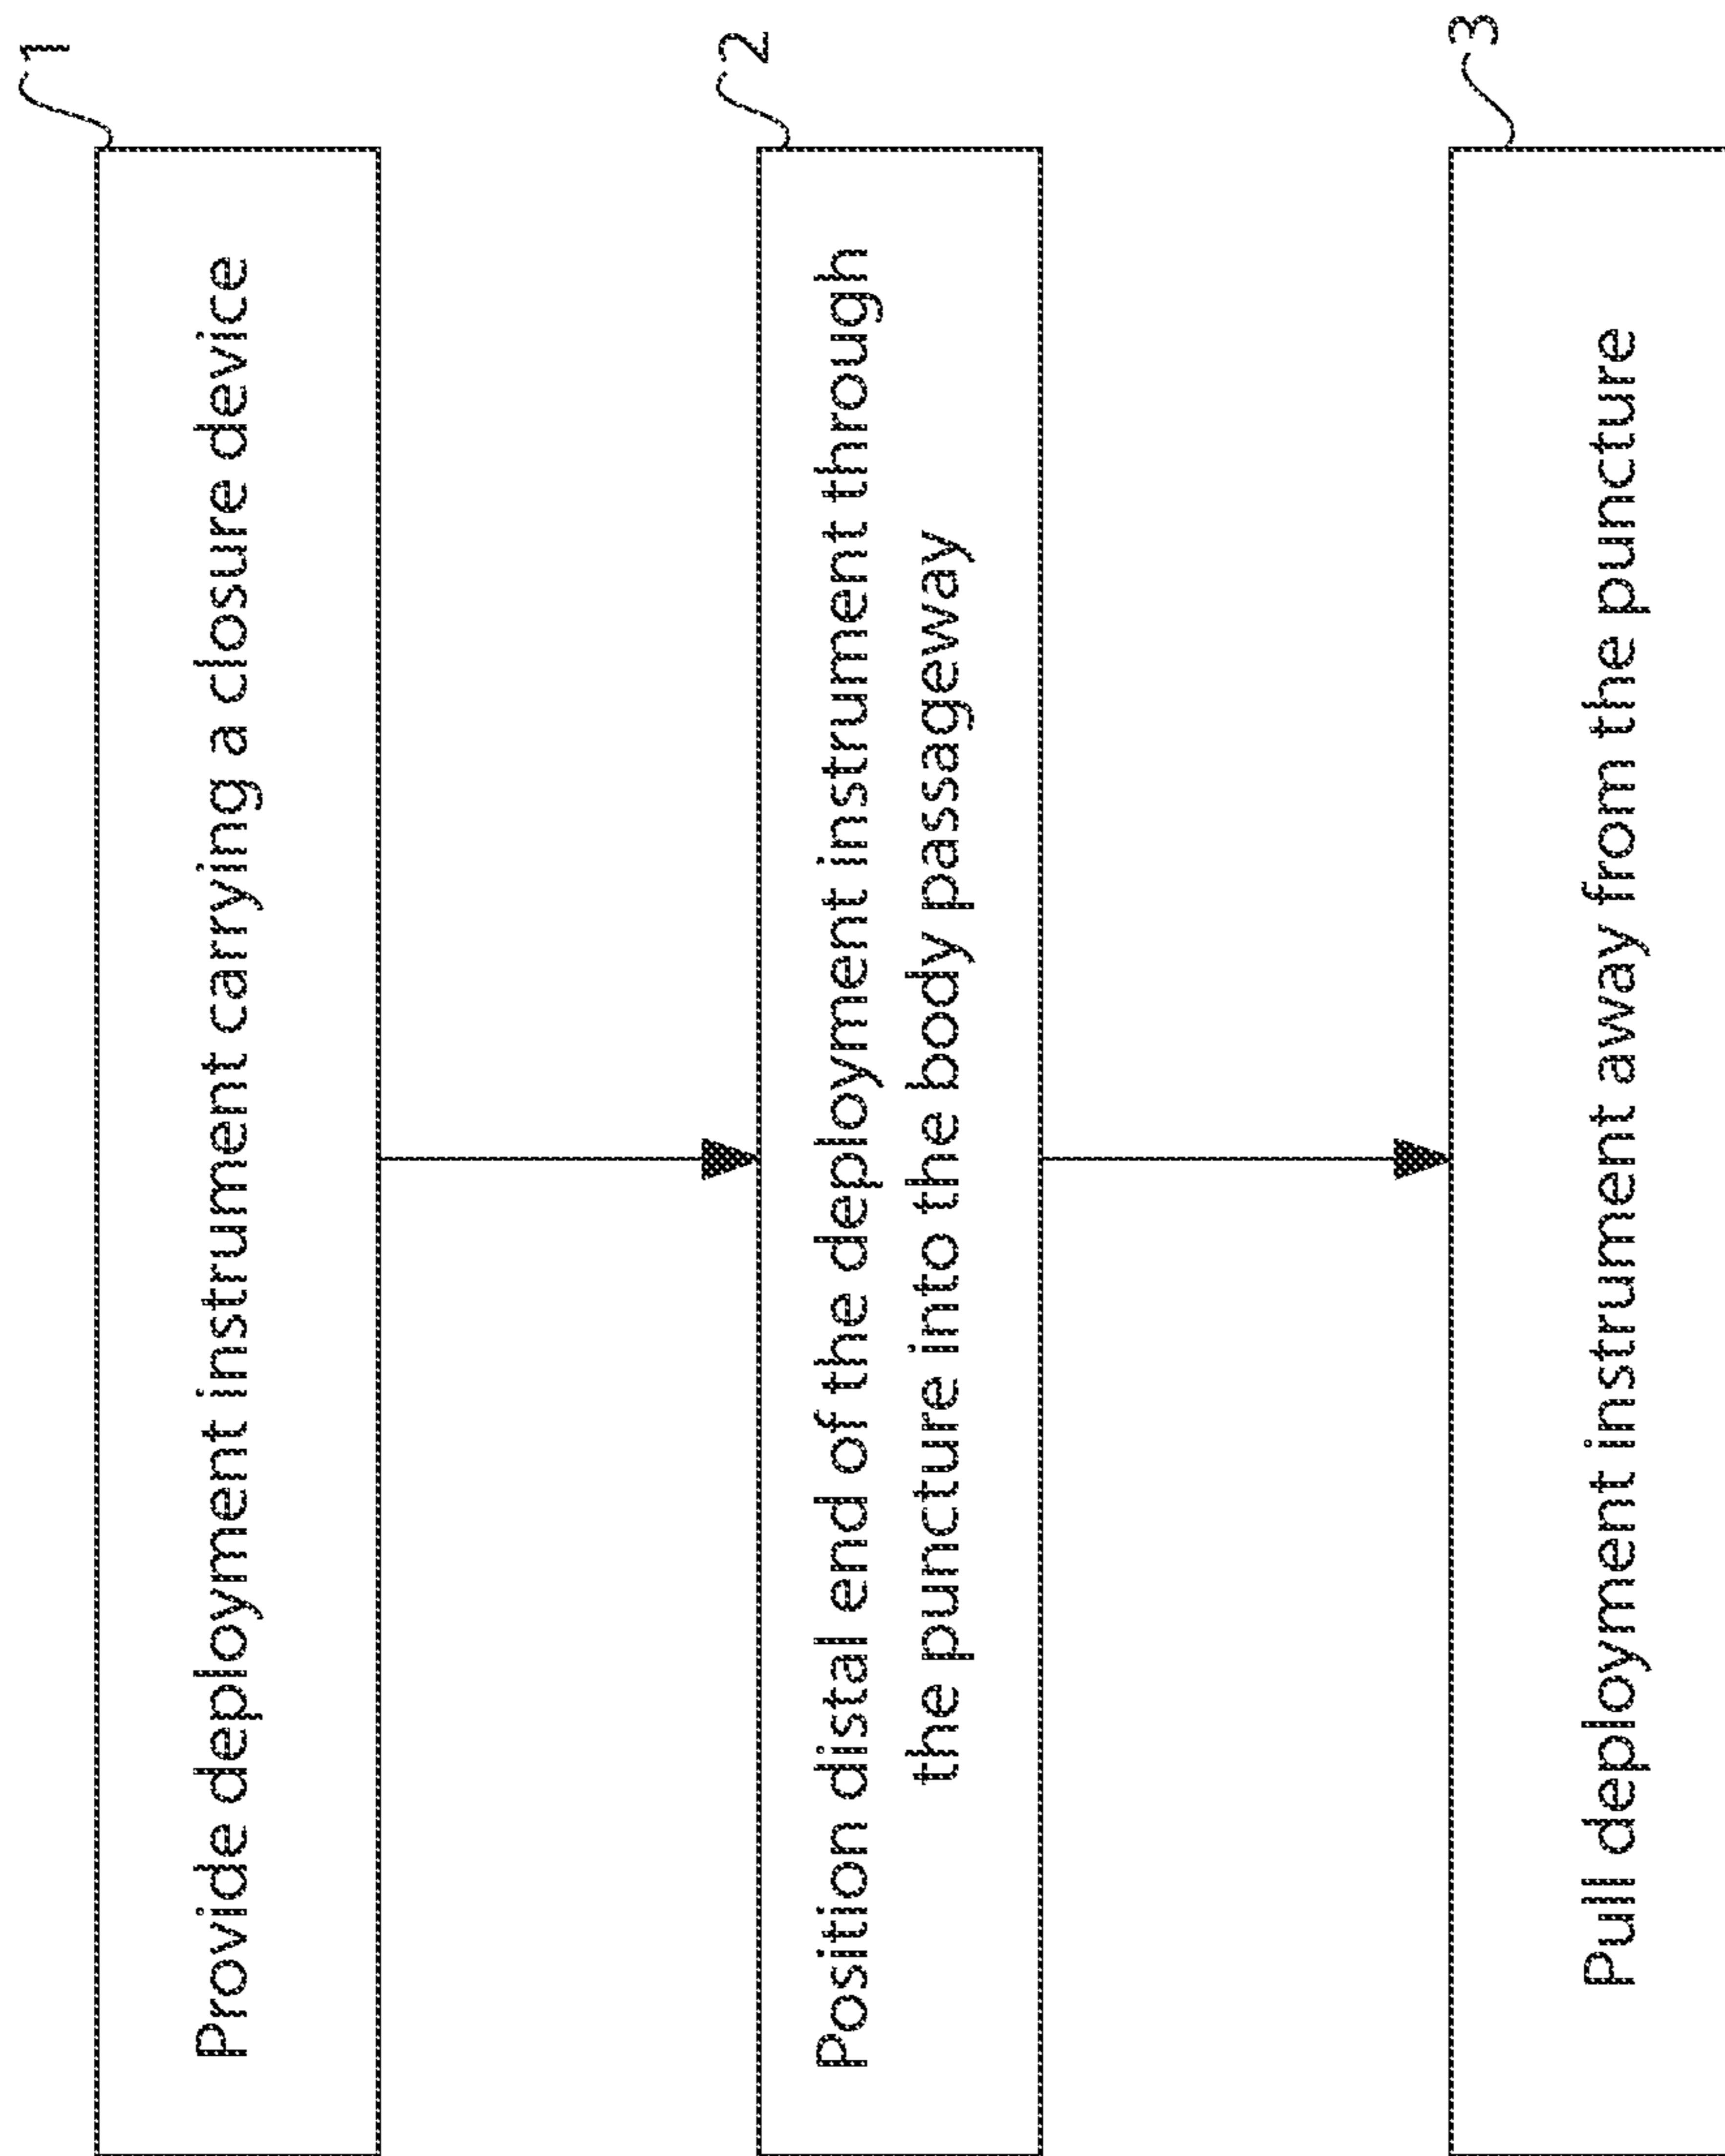 1
Provide deployment instrument carrying a closure device
2
Position distal end of the deployment instrument through
the puncture into the body passageway
3
Pull deployment instrument away from the puncture